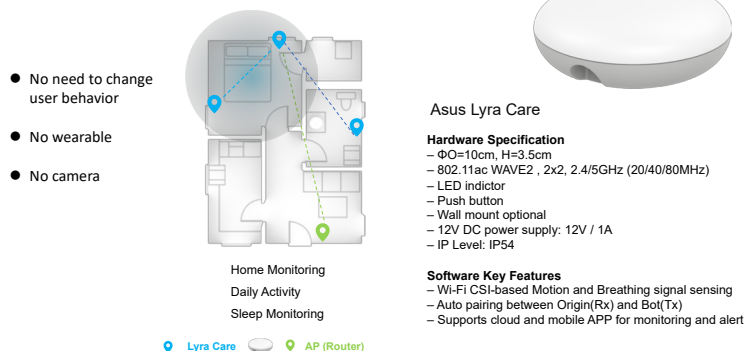 ● No need to change
user behavior
● No wearable
● No camera
Home Monitoring
Daily Activity
Sleep Monitoring
Lyra Care
AP (Router)
Asus Lyra Care
Hardware Specification
– ΦO=10cm, H=3.5cm
– 802.11ac WAVE2 , 2x2, 2.4/5GHz (20/40/80MHz)
– LED indictor
– Push button
– Wall mount optional
– 12V DC power supply: 12V / 1A
– IP Level: IP54
Software Key Features
– Wi-Fi CSI-based Motion and Breathing signal sensing
– Auto pairing between Origin(Rx) and Bot(Tx)
– Supports cloud and mobile APP for monitoring and alert